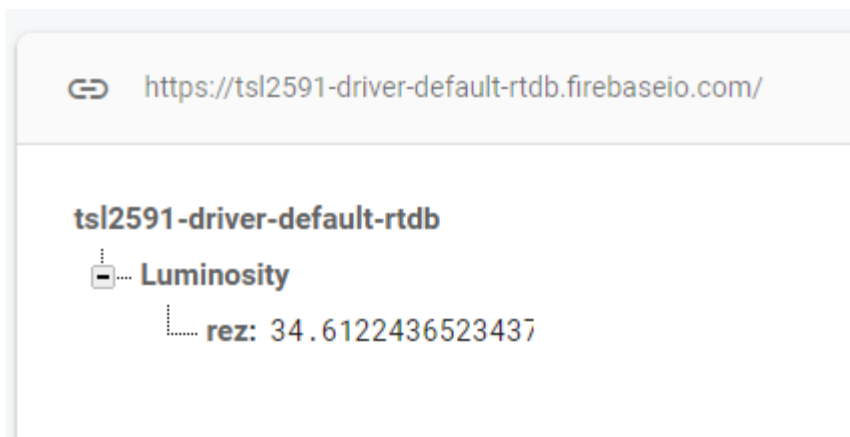 https://tsl2591-driver-default-rtdb.firebaseio.com/
tsl2591-driver-default-rtdb
Luminosity
rez: 34.6122436523437